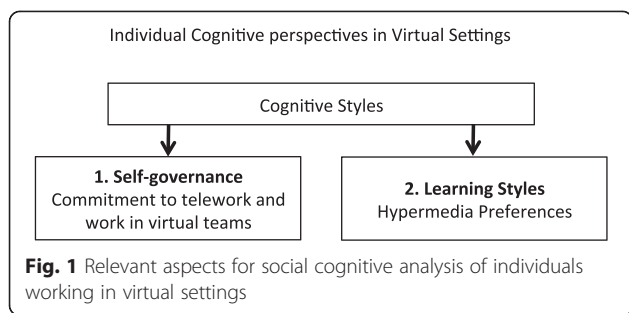 Individual Cognitive perspectives in Virtual Settings
Cognitive Styles
1. Self-governance
Commitment to telework and
work in virtual teams
2. Learning Styles
Hypermedia Preferences
Fig. 1 Relevant aspects for social cognitive analysis of individuals
working in virtual settings